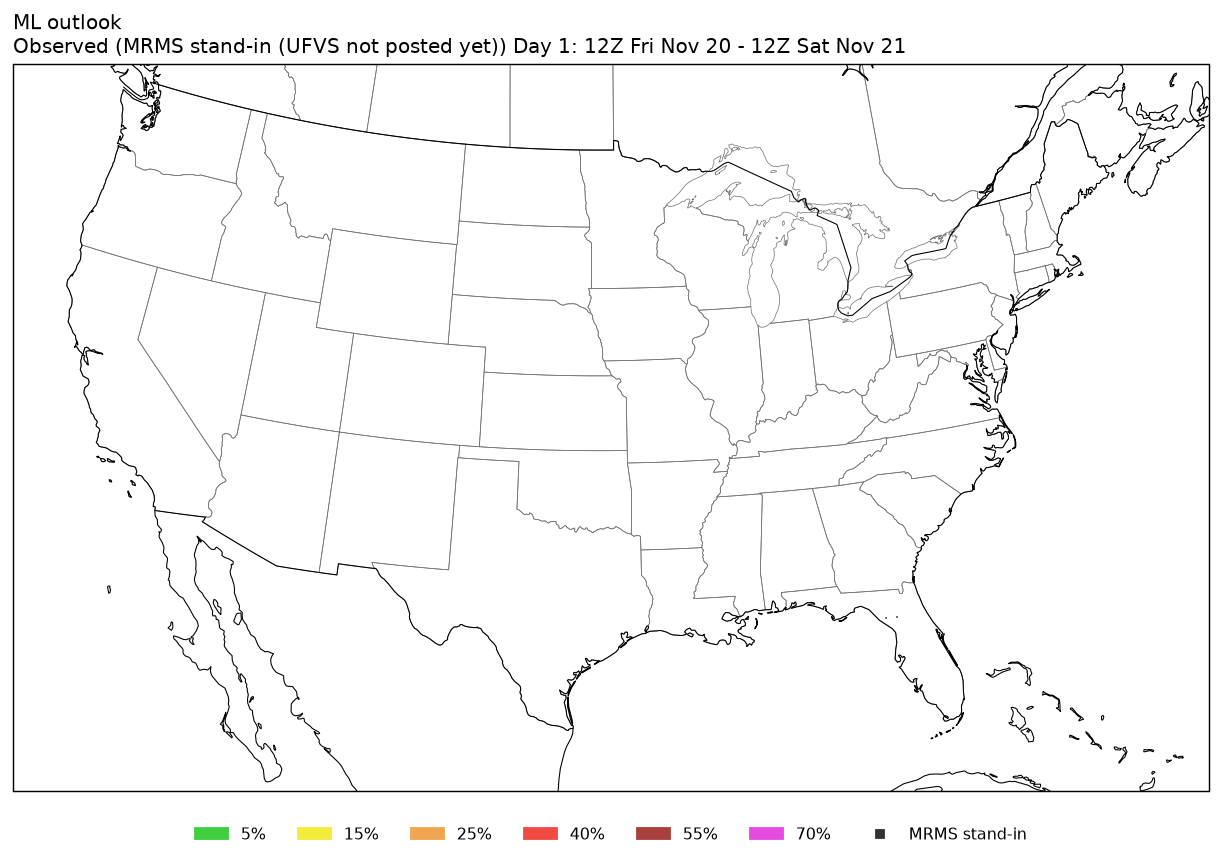 ML outlook
Observed (MRMS stand-in (UFVS not posted yet)) Day 1: 12Z Fri Nov 20 - 12Z Sat Nov 21
5% 15% 25% 40% 55% 70% MRMS stand-in